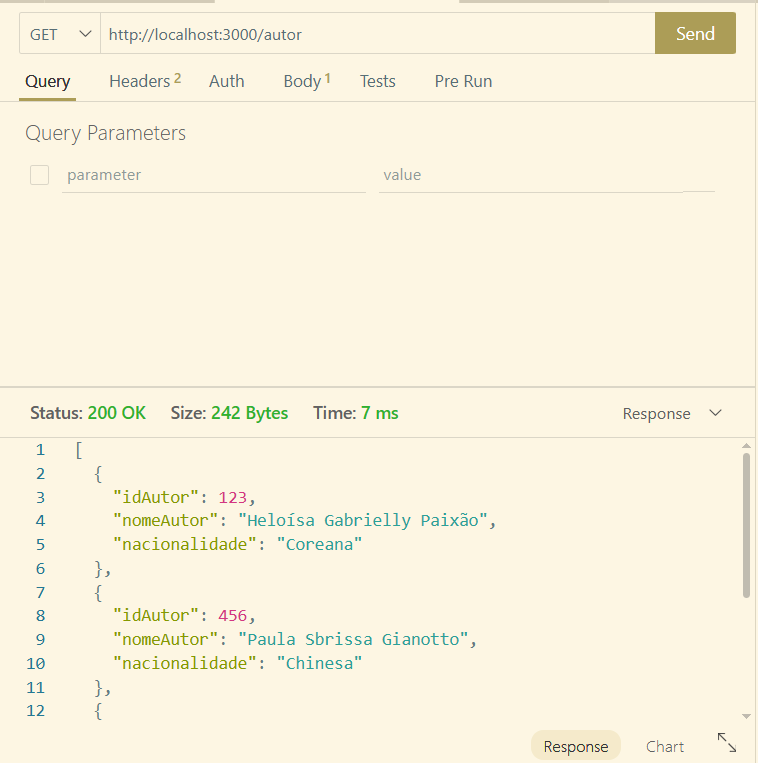 GET http://localhost:3000/autor Send
Query Headers 2 Auth Body 1 Tests Pre Run
Query Parameters
parameter value
Status: 200 OK Size: 242 Bytes Time: 7 ms Response
1 [
2 {
3 "idAutor": 123,
4 "nomeAutor": "Heloísa Gabrielly Paixão",
5 "nacionalidade": "Coreana"
6 },
7 {
8 "idAutor": 456,
9 "nomeAutor": "Paula Sbrissa Gianotto",
10 "nacionalidade": "Chinesa"
11 },
12 {
Response Chart